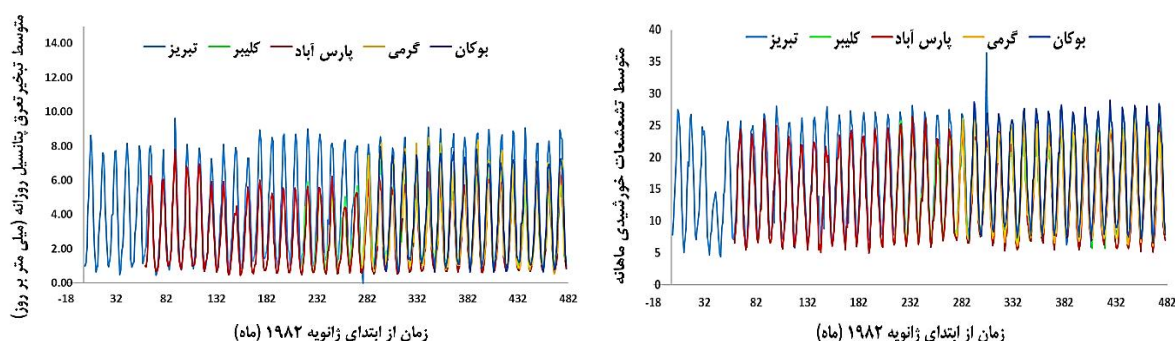 متوسط تبخیر تعرق پتانسیل روزانه (میلی متر بر روز)
14.00
12.00
10.00
8.00
6.00
4.00
2.00
0.00
تبریز کلیبر پارس آباد گرمی بوکان
-18 32 82 132 182 232 282 332 382 432 482
زمان از ابتدای ژانویه ۱۹۸۲ (ماه)
متوسط تشعشعات خورشیدی ماهانه
40
35
30
25
20
15
10
5
0
تبریز کلیبر پارس آباد گرمی بوکان
-18 32 82 132 182 232 282 332 382 432 482
زمان از ابتدای ژانویه ۱۹۸۲ (ماه)